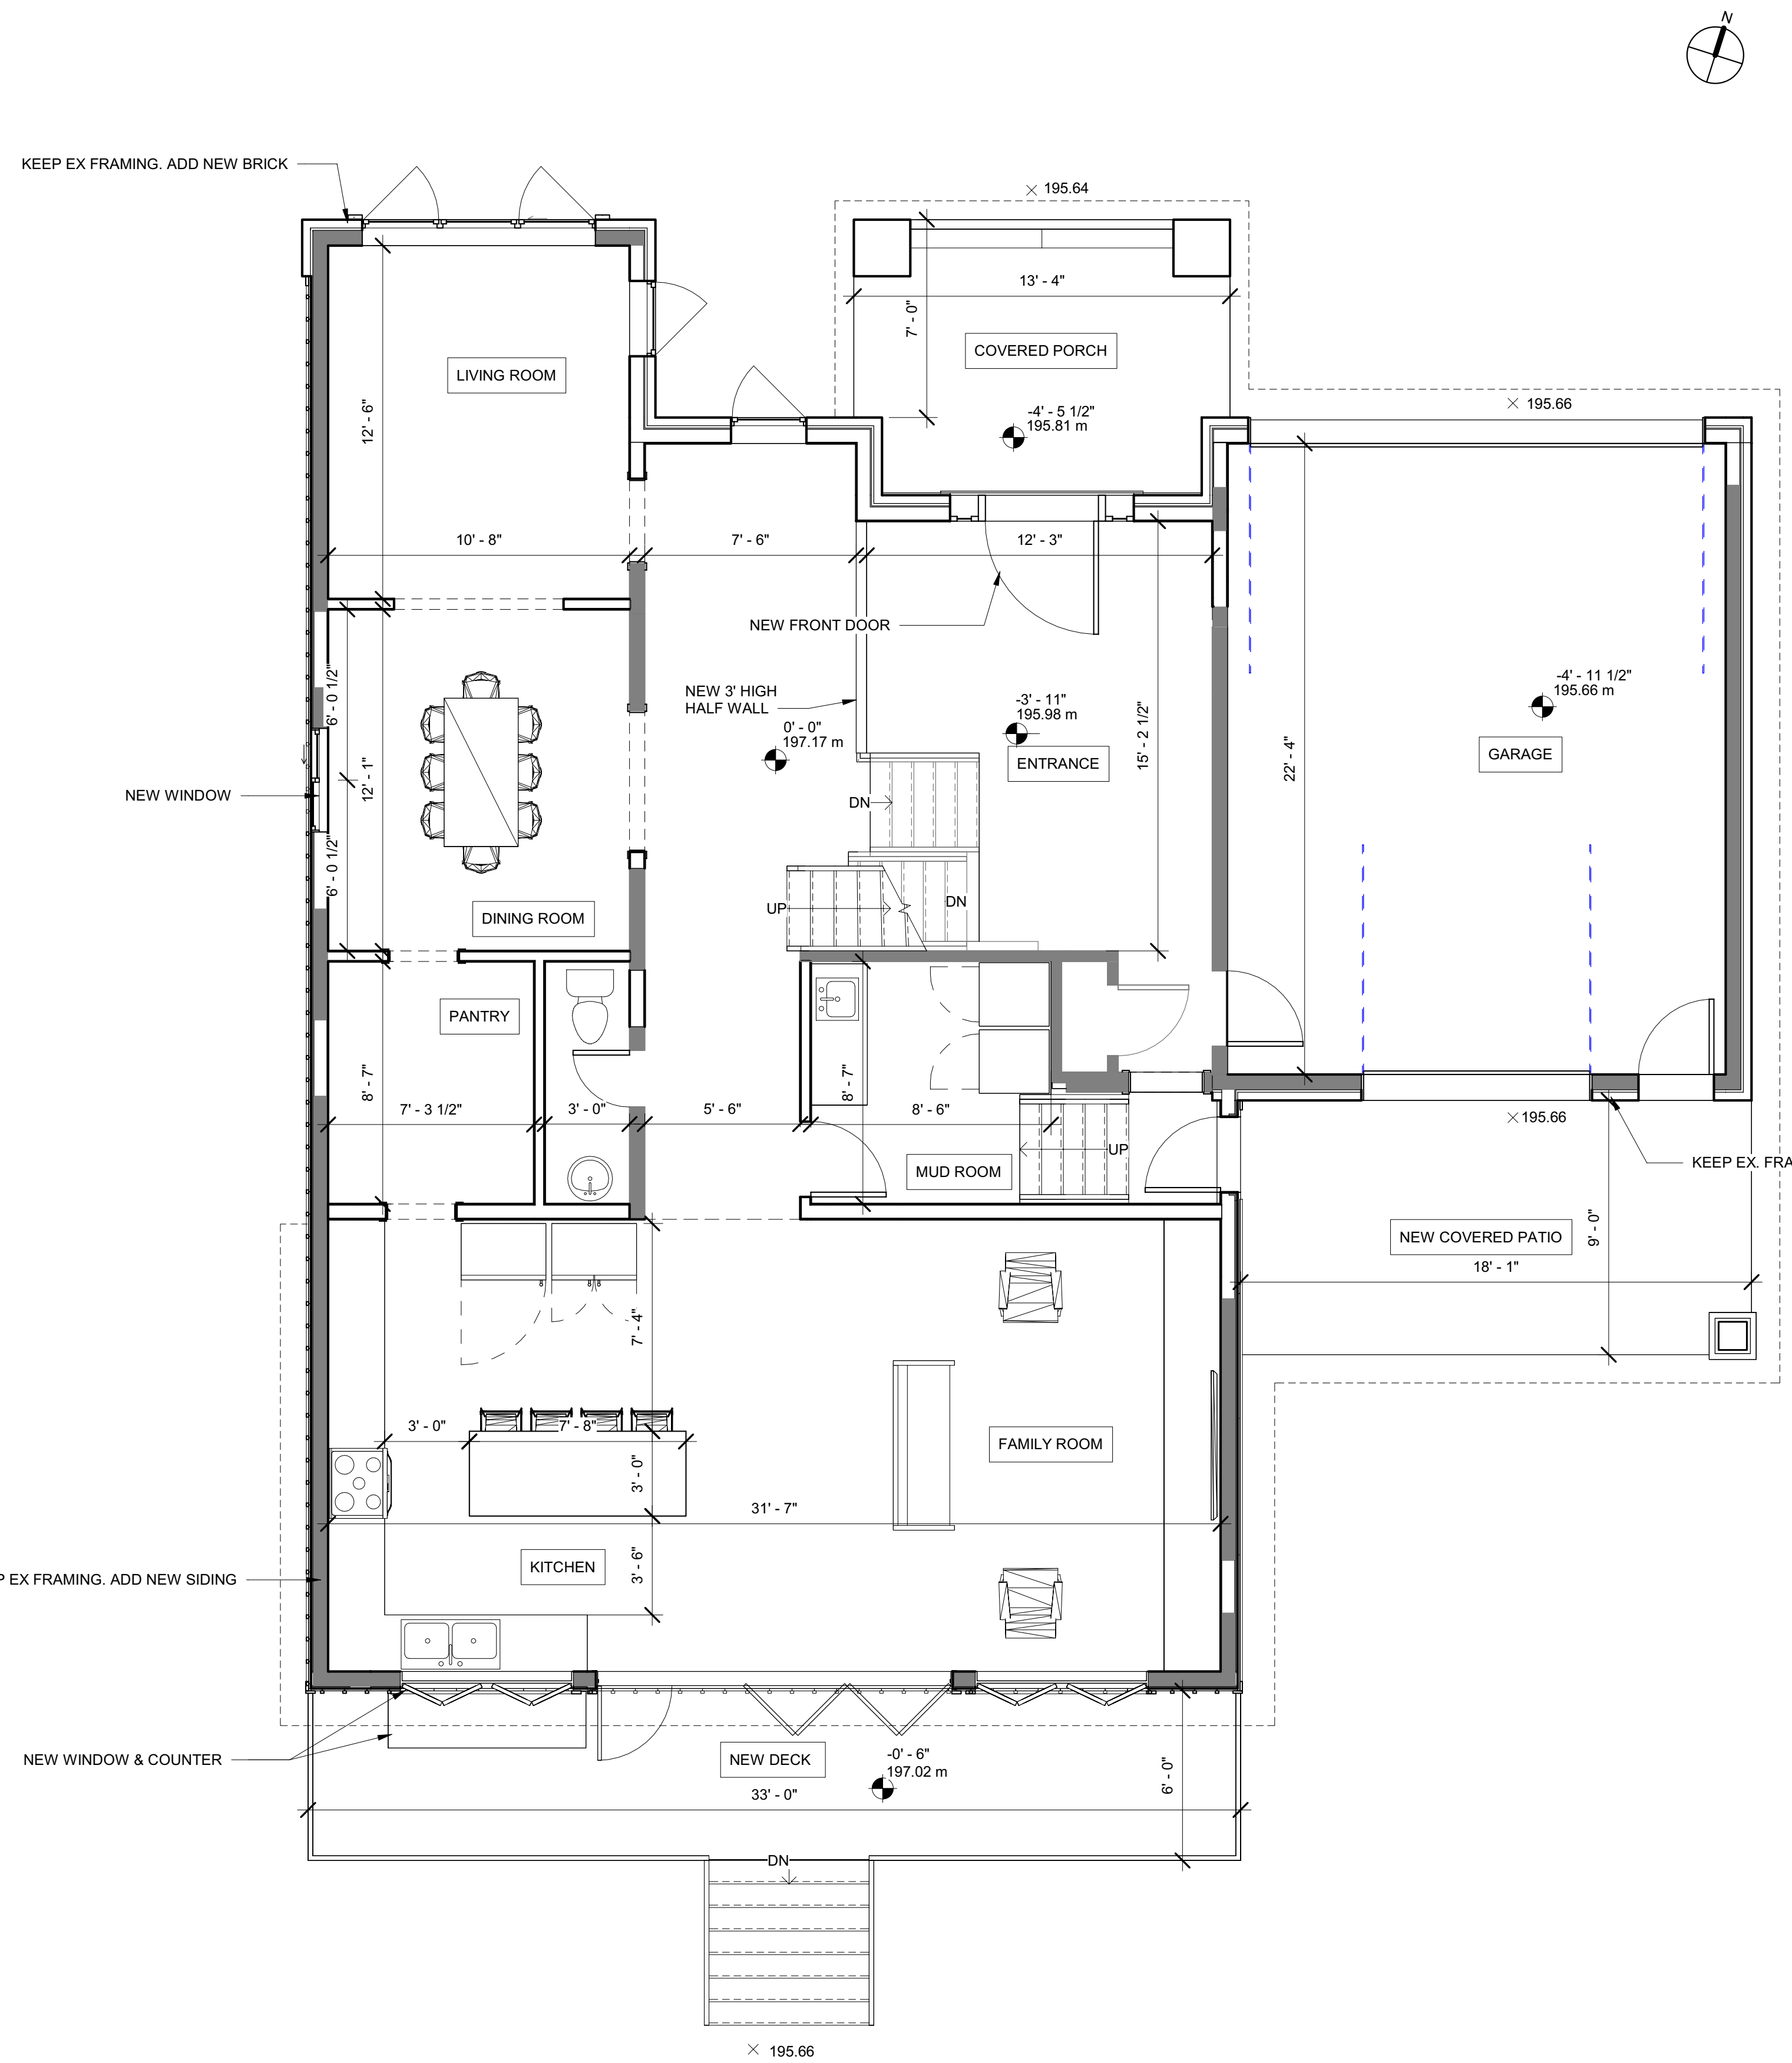 N
KEEP EX FRAMING. ADD NEW BRICK
195.64
13' - 4"
7' - 0"
COVERED PORCH
LIVING ROOM
195.66
-4' - 5 1/2"
195.81 m
12' - 6"
10' - 8"
7' - 6"
12' - 3"
NEW FRONT DOOR
6' - 0 1/2"
NEW 3' HIGH
HALF WALL
0' - 0"
197.17 m
-3' - 11"
195.98 m
ENTRANCE
15' - 2 1/2"
22' - 4"
-4' - 11 1/2"
195.66 m
GARAGE
NEW WINDOW
12' - 1"
DN
6' - 0 1/2"
UP
DN
DINING ROOM
PANTRY
8' - 7"
8' - 7"
7' - 3 1/2"
3' - 0"
5' - 6"
8' - 6"
195.66
UP
MUD ROOM
KEEP EX. FRA
NEW COVERED PATIO
9' - 0"
18' - 1"
7' - 4"
3' - 0"
7' - 8"
FAMILY ROOM
3' - 0"
31' - 7"
KITCHEN
3' - 6"
P EX FRAMING. ADD NEW SIDING
NEW WINDOW & COUNTER
NEW DECK
-0' - 6"
197.02 m
6' - 0"
33' - 0"
DN
195.66